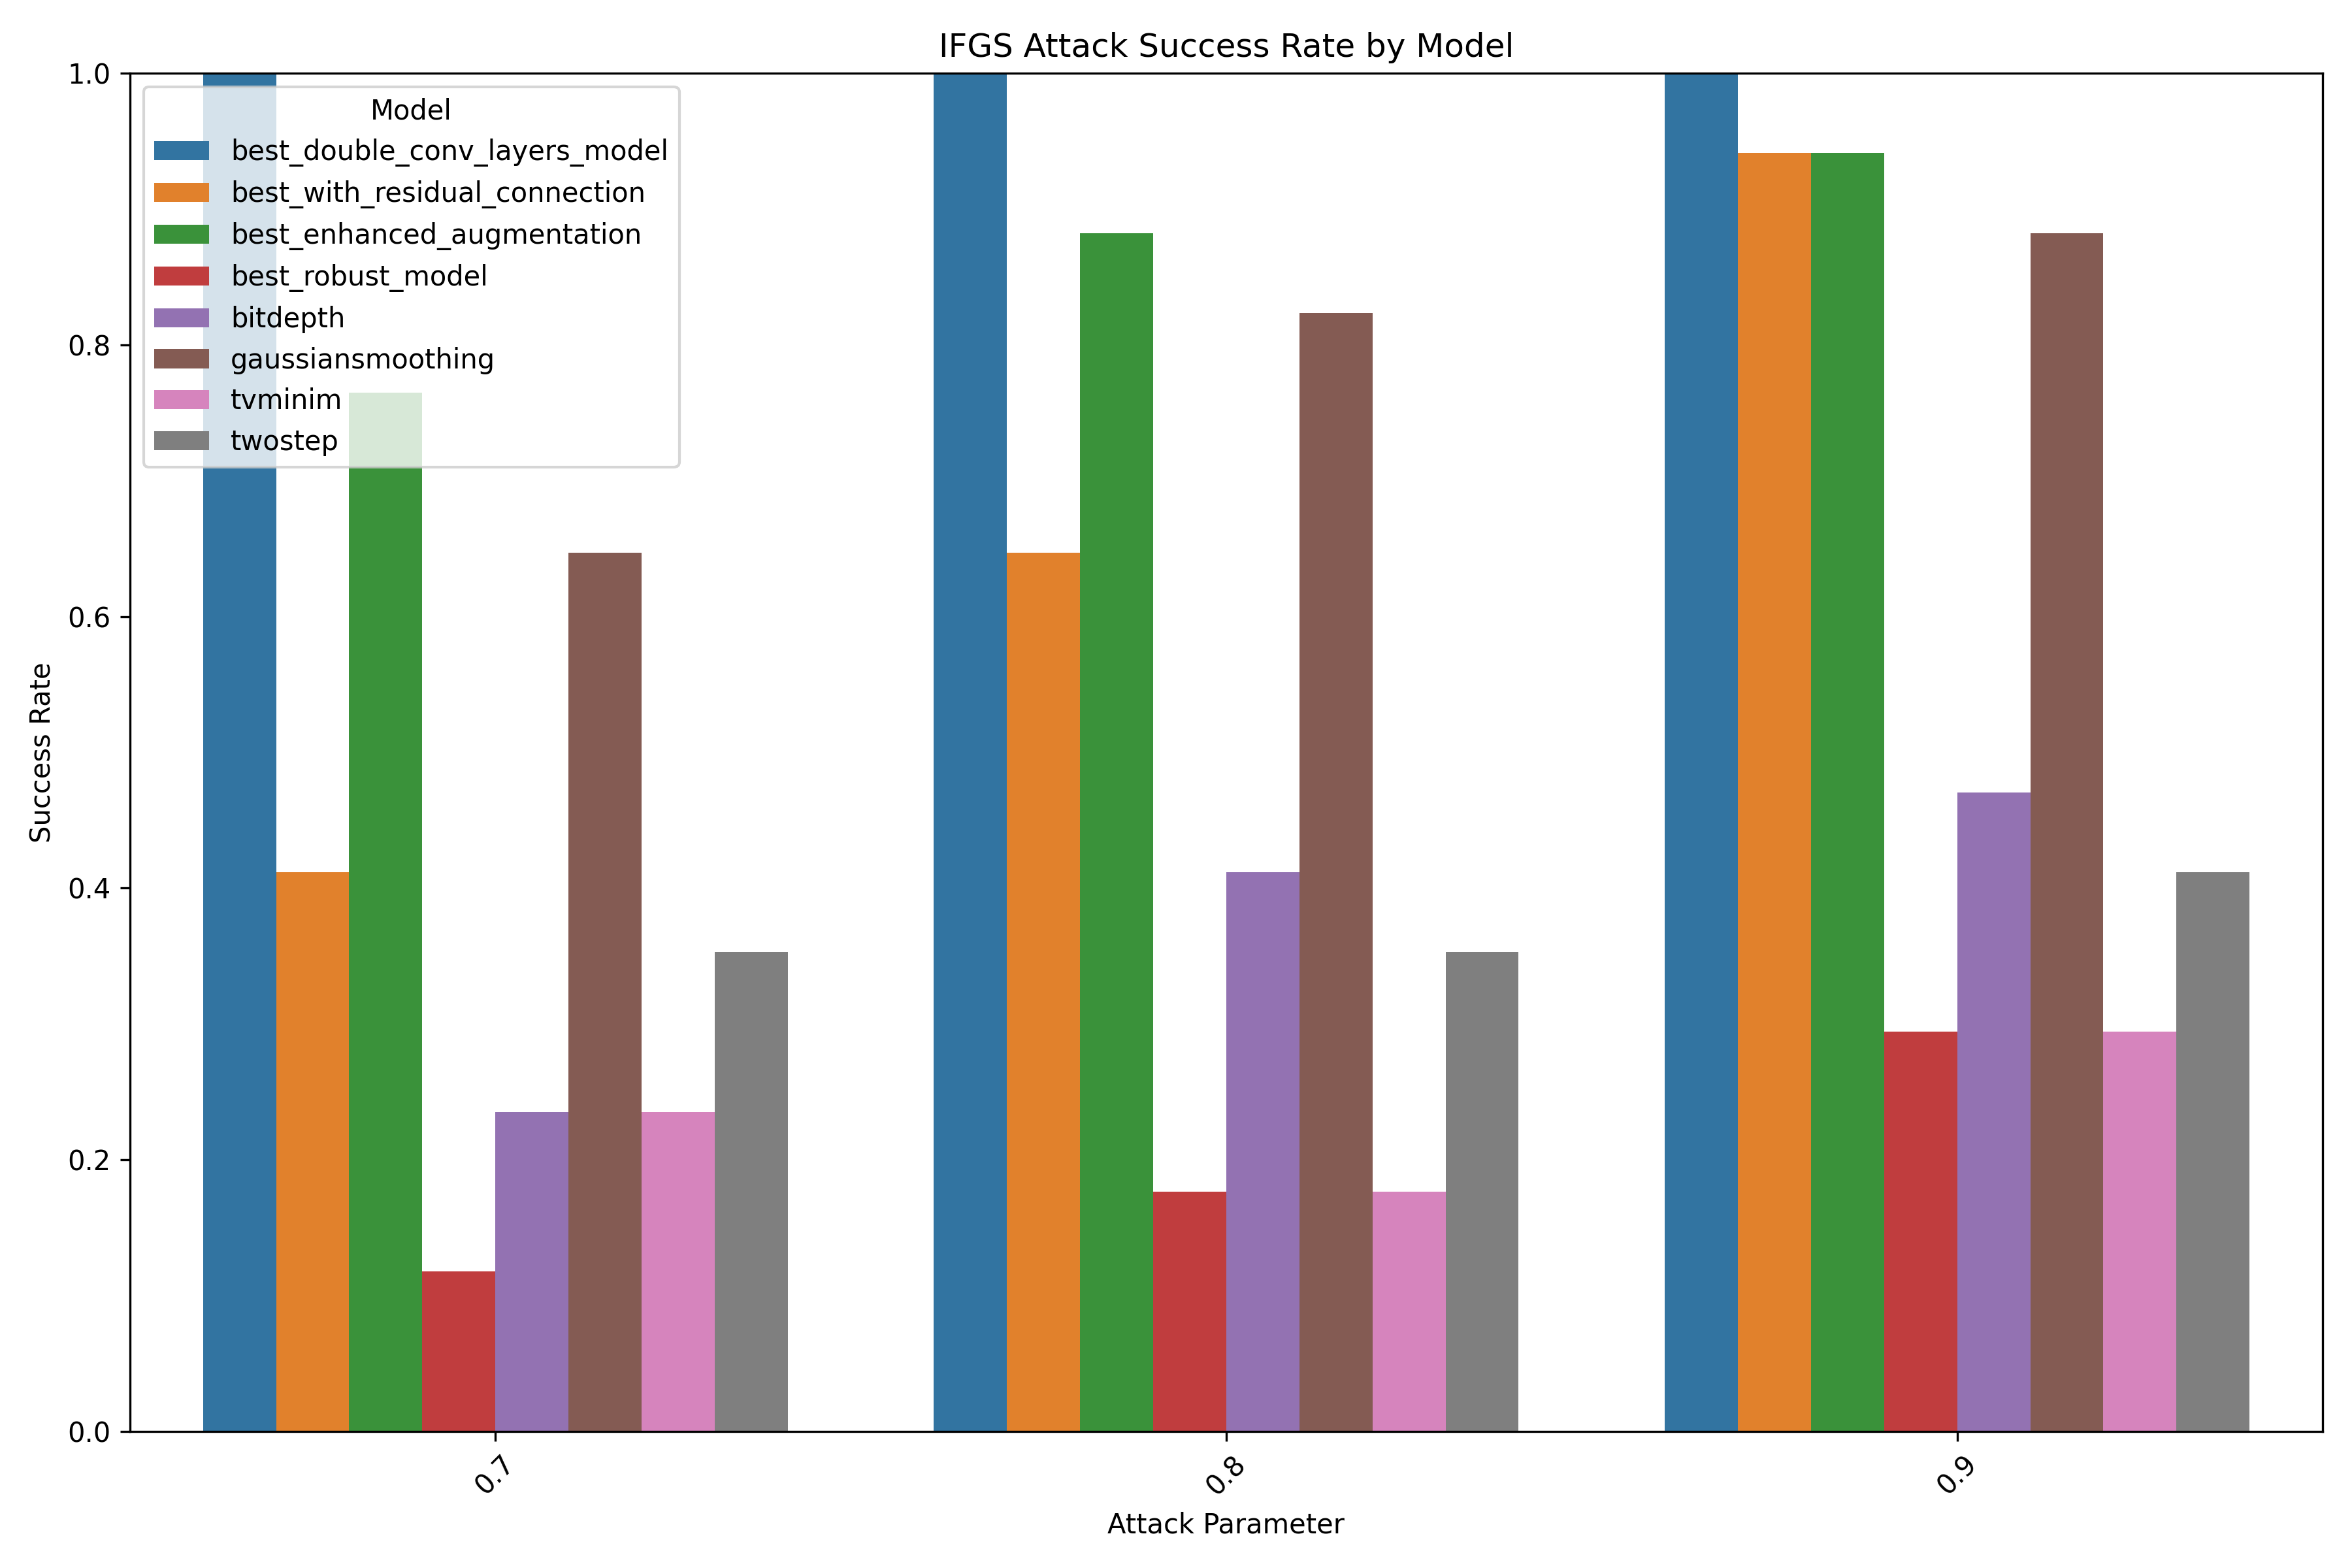 IFGS Attack Success Rate by Model
1.0
0.8
0.6
0.4
0.2
0.0
Success Rate
Model
best_double_conv_layers_model
best_with_residual_connection
best_enhanced_augmentation
best_robust_model
bitdepth
gaussiansmoothing
tvminim
twostep
0.7
0.8
0.9
Attack Parameter